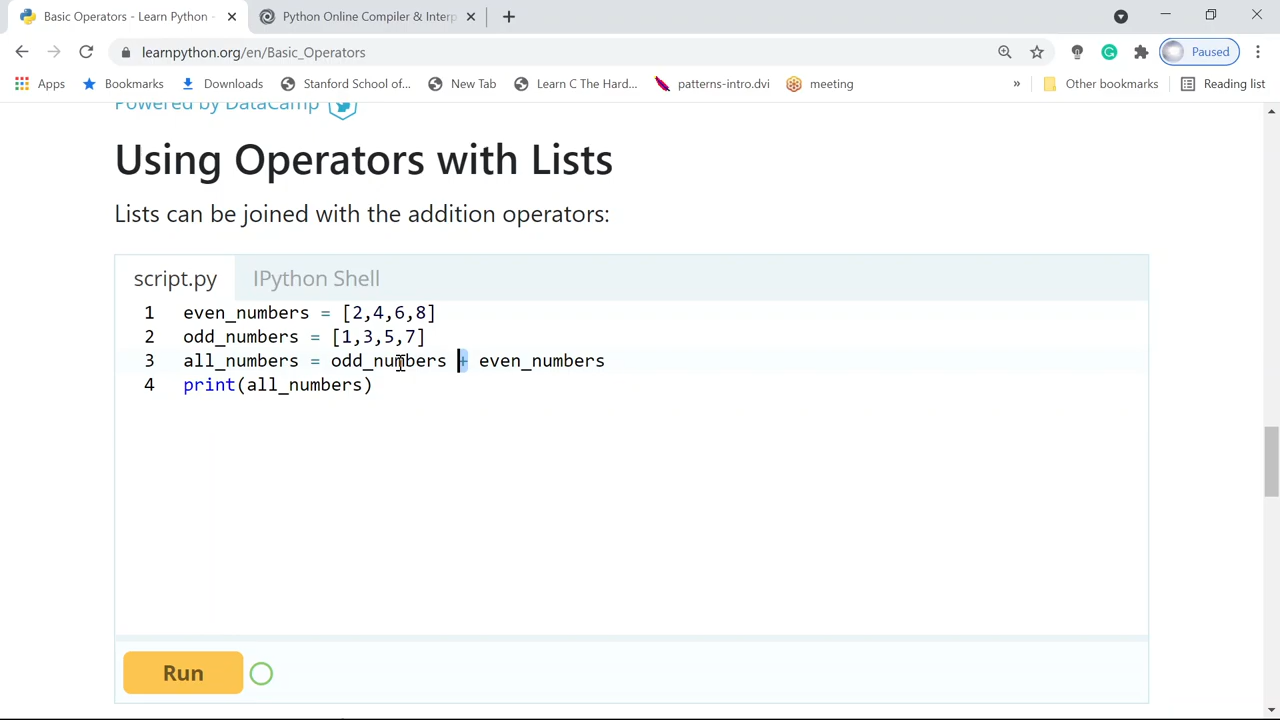 Basic Operators - Learn Python -
Python Online Compiler & Interp
learnpython.org/en/Basic_Operators
Paused
Apps
Bookmarks
Downloads
Stanford School of...
New Tab
Learn C The Hard...
patterns-intro.dvi
meeting
»
Other bookmarks
Reading list
Powered by DataCamp
Using Operators with Lists
Lists can be joined with the addition operators:
script.py
IPython Shell
1 even_numbers = [2,4,6,8]
2 odd_numbers = [1,3,5,7]
3 all_numbers = odd_numbers + even_numbers
4 print(all_numbers)
Run